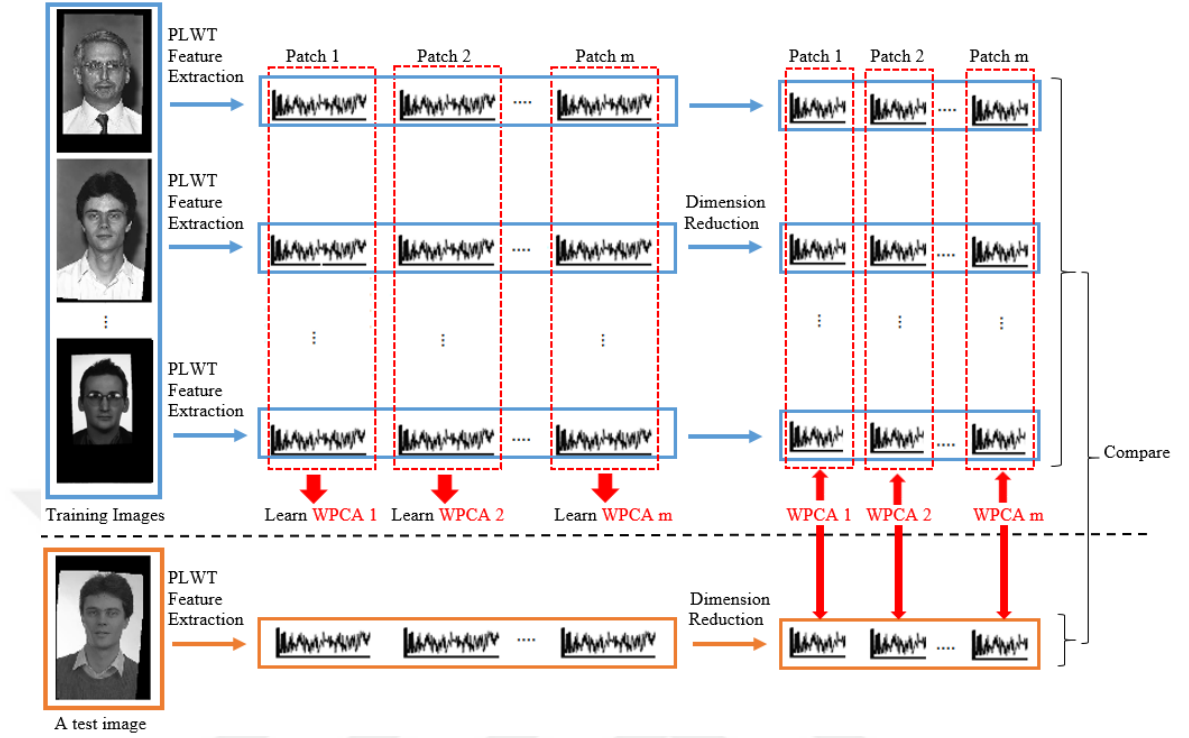 PLWT
Feature
Extraction
Patch 1
Patch 2
Patch m
Patch 1
Patch 2
Patch m
....
....
PLWT
Feature
Extraction
Dimension
Reduction
....
....
PLWT
Feature
Extraction
....
....
Compare
Training Images
Learn WPCA 1
Learn WPCA 2
Learn WPCA m
WPCA 1
WPCA 2
WPCA m
PLWT
Feature
Extraction
Dimension
Reduction
....
....
A test image